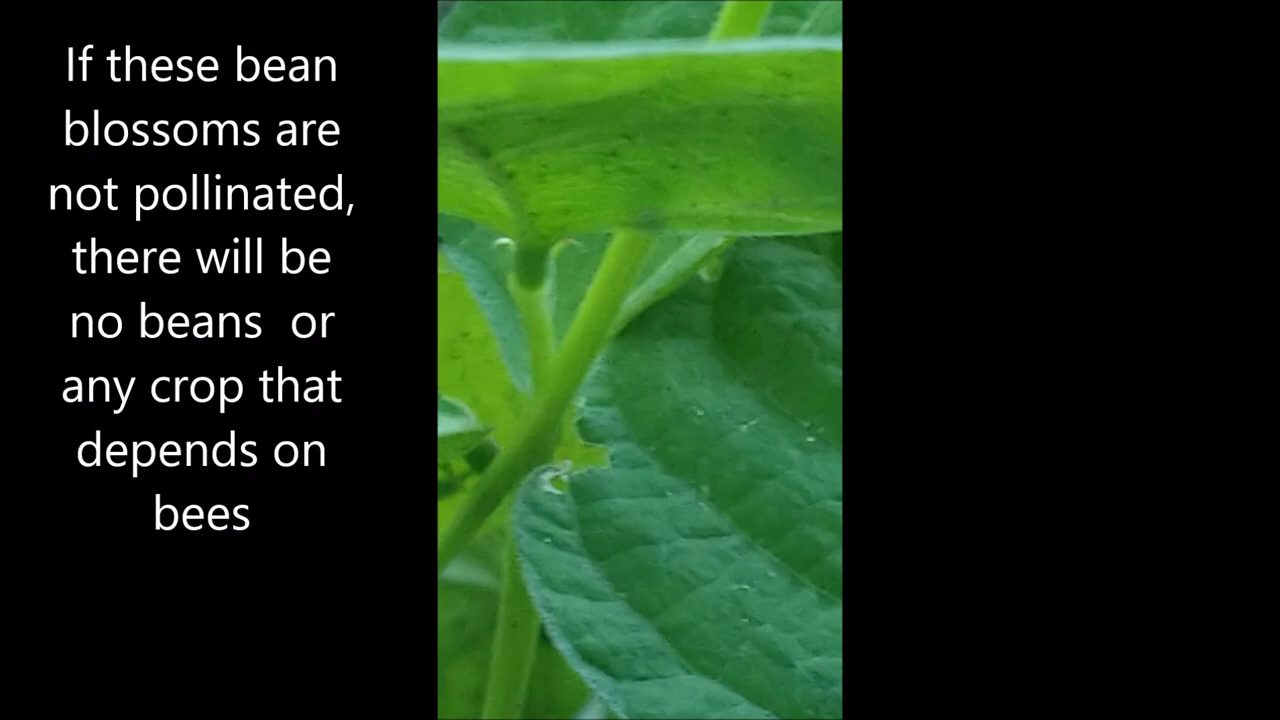 If these bean
blossoms are
not pollinated,
there will be
no beans  or
any crop that
depends on
bees